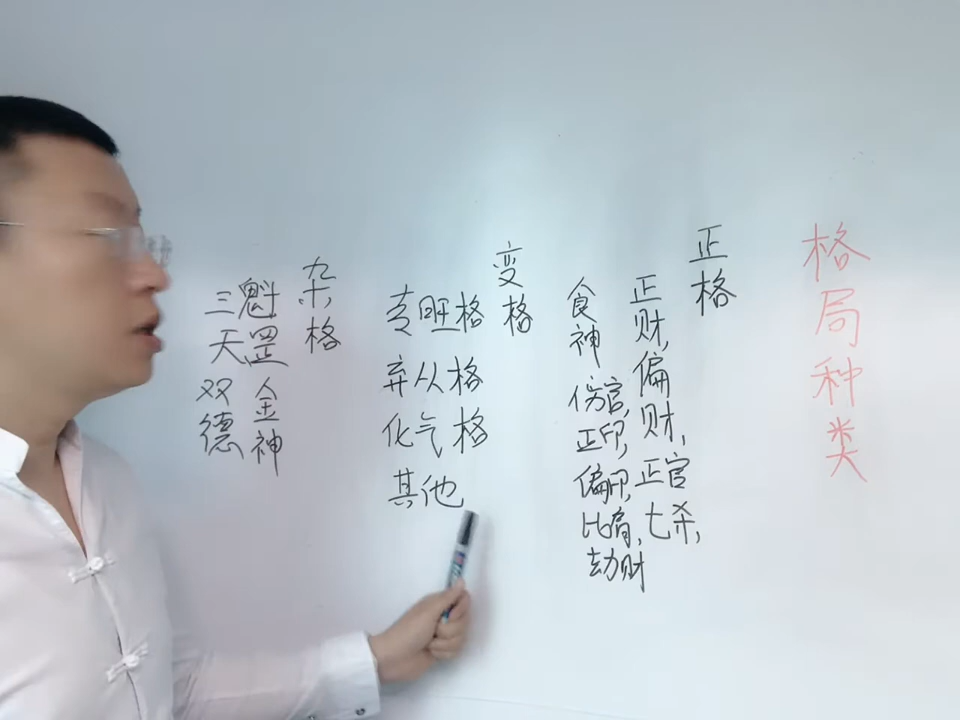 格局种类
正格
正财,偏财,正官七杀,
食神伤官,正印,偏印,比肩,劫财
变格
专旺格
弃从格
化气格
其他
杂格
魁罡金神
三天双德